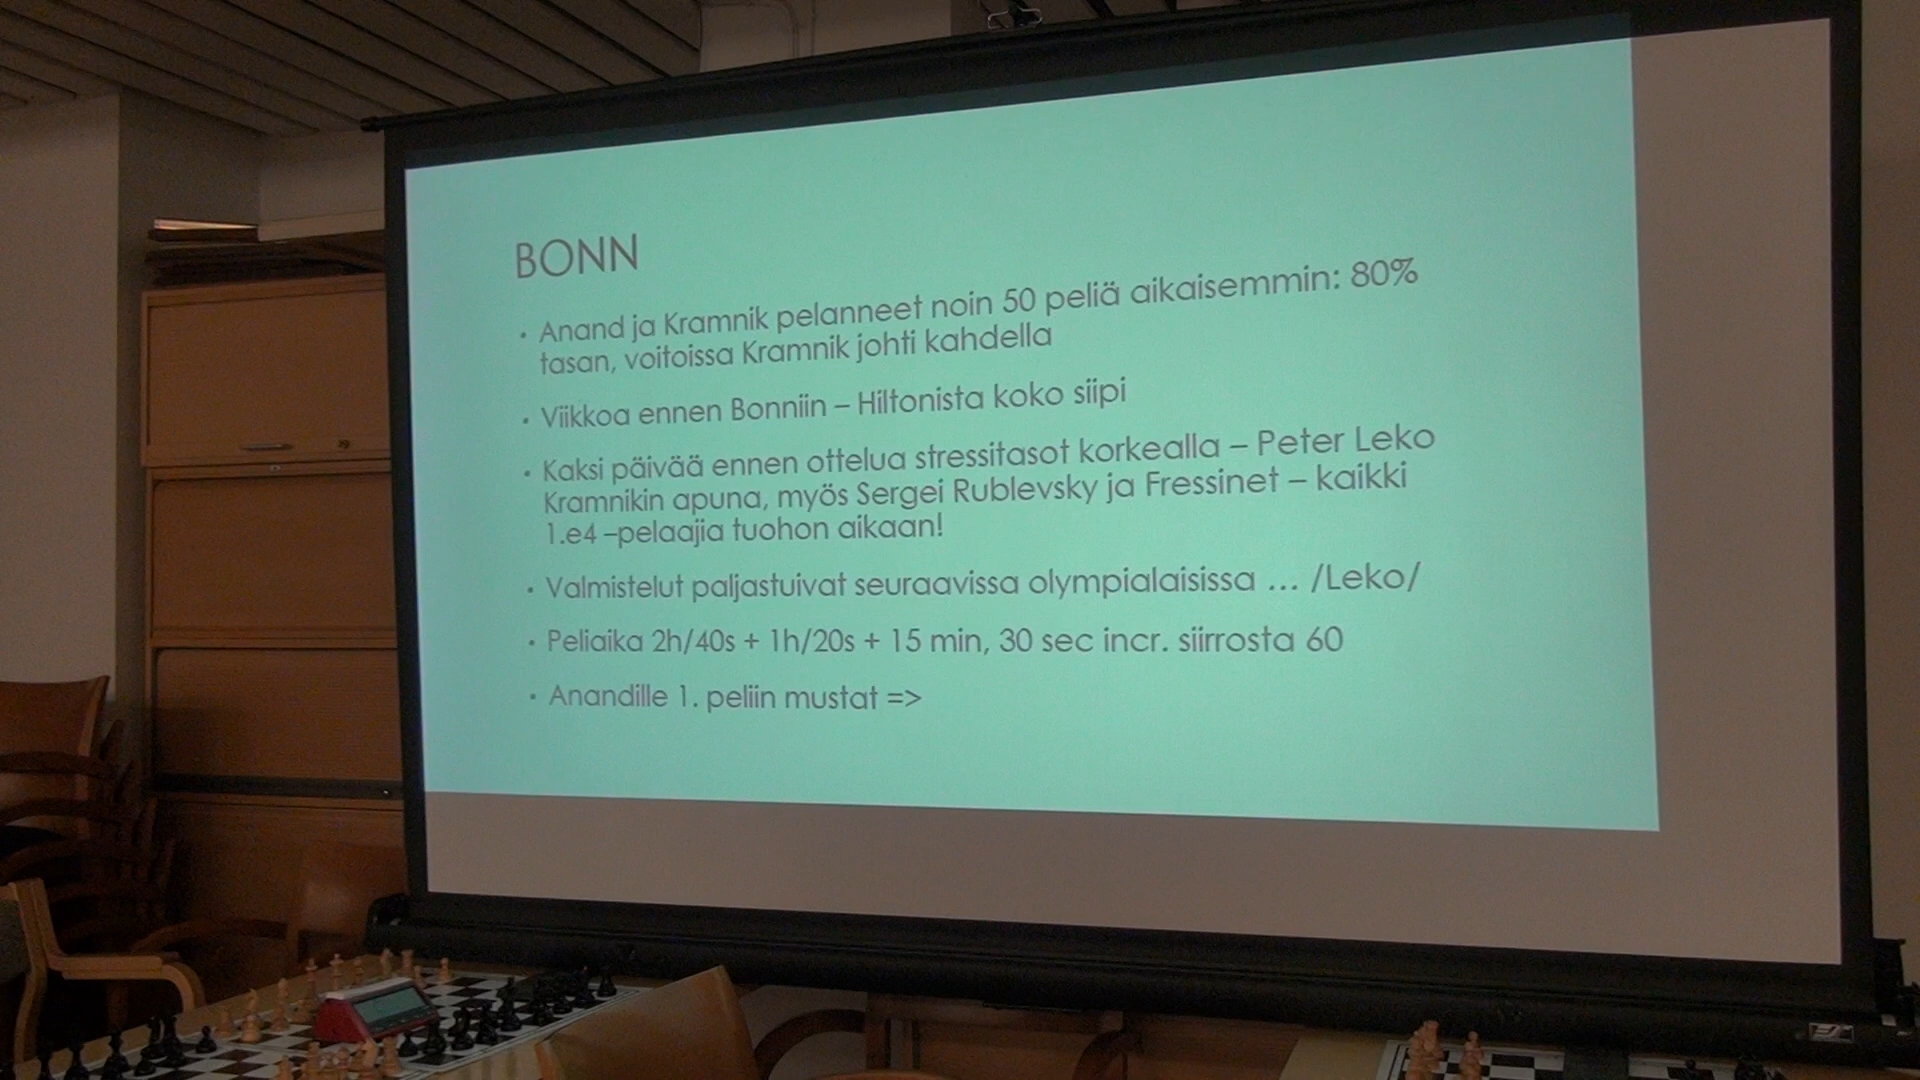 BONN
• Anand ja Kramnik pelanneet noin 50 peliä aikaisemmin: 80%
tasan, voitoissa Kramnik johti kahdella
• Viikkoa ennen Bonniin – Hiltonista koko siipi
• Kaksi päivää ennen ottelua stressitasot korkealla – Peter Leko
Kramnikin apuna, myös Sergei Rublevsky ja Fressinet – kaikki
1.e4 –pelaajia tuohon aikaan!
• Valmistelut paljastuivat seuraavissa olympialaisissa … /Leko/
• Peliaika 2h/40s + 1h/20s + 15 min, 30 sec incr. siirrosta 60
• Anandille 1. peliin mustat =>